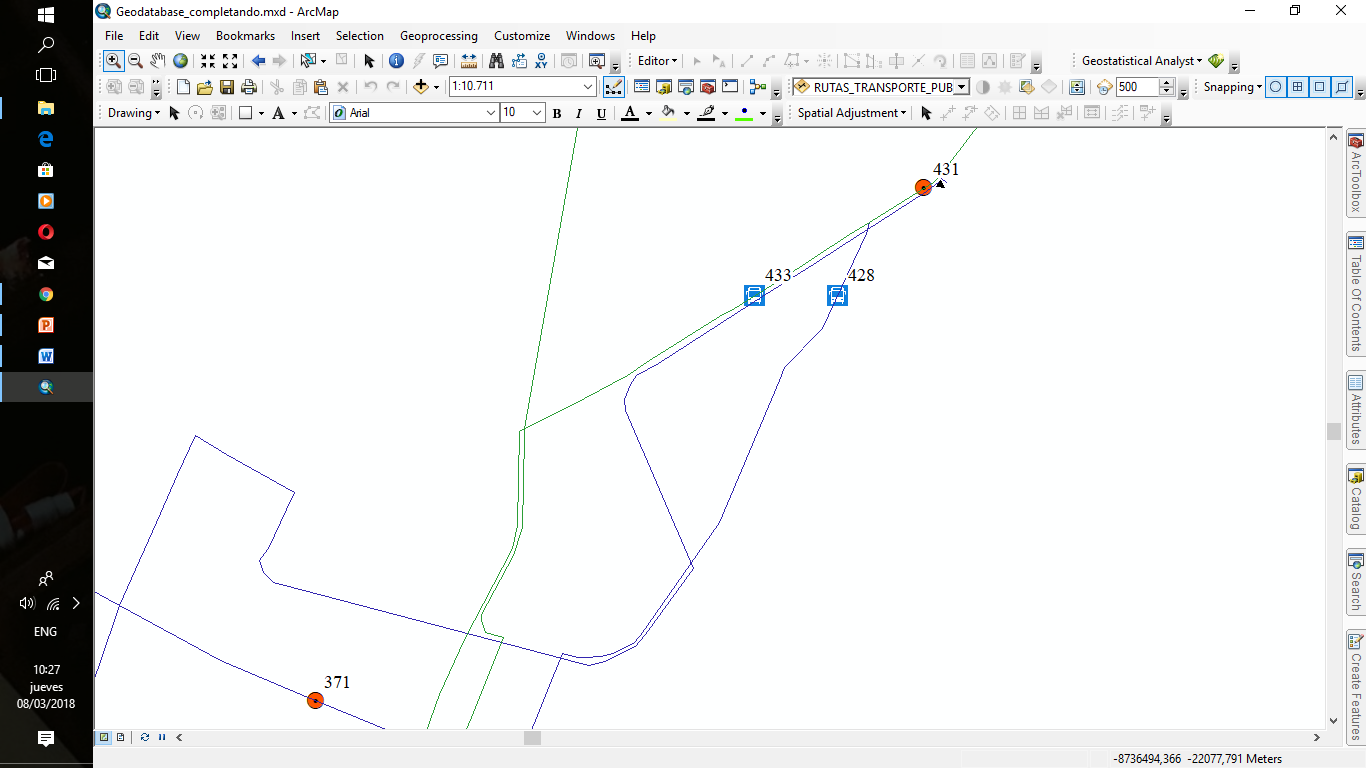 Geodatabase_completando.mxd - ArcMap
File Edit View Bookmarks Insert Selection Geoprocessing Customize Windows Help
Editor Geostatistical Analyst
1:10.711 RUTAS_TRANSPORTE_PUB 500 Snapping
Drawing A Arial 10 B I U A Spatial Adjustment
431
433 428
371
ArcToolbox
Table Of Contents
Attributes
Catalog
Search
Create Features
ENG
10:27
jueves
08/03/2018
-8736494,366 -22077,791 Meters